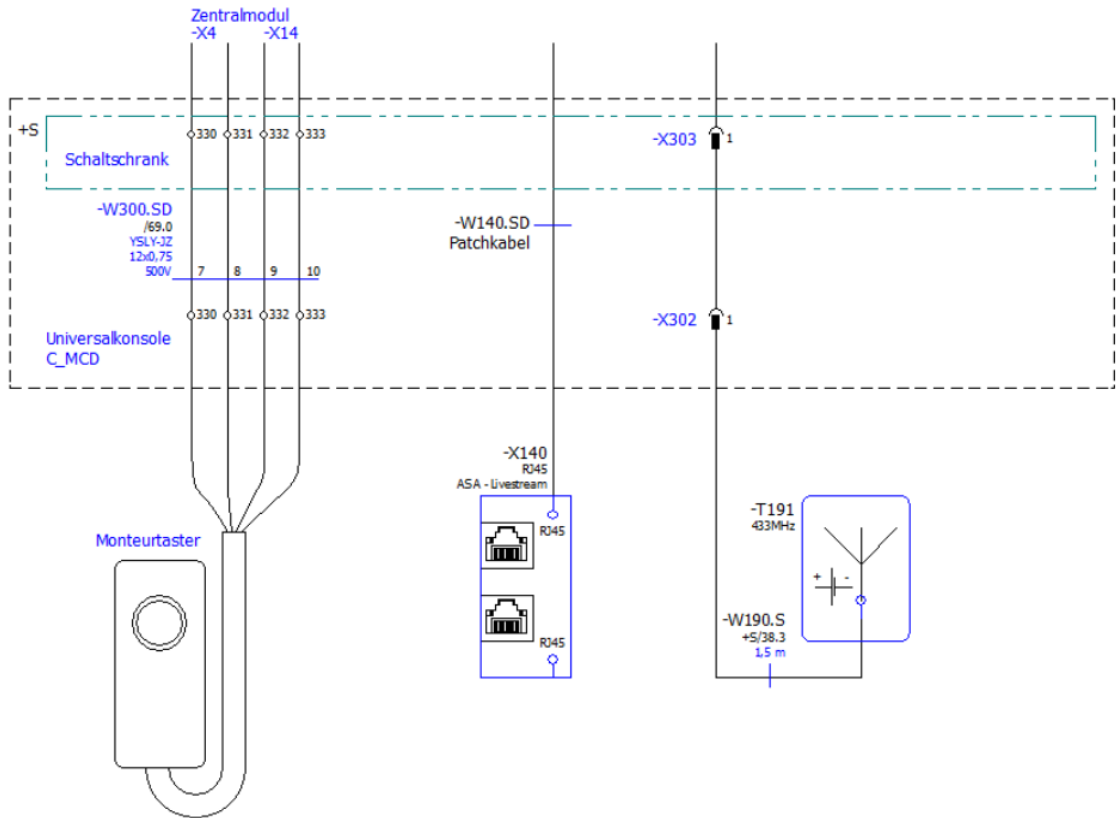 Zentralmodul
-X4 -X14
+S
330 331 332 333
-X303 1
Schaltschrank
-W300.SD
/69.0
YSLY-JZ
12x0,75
500V
7 8 9 10
-W140.SD
Patchkabel
330 331 332 333
-X302 1
Universalkonsole
C_MCD
-X140
RJ45
ASA - Livestream
RJ45
RJ45
-T191
433MHz
+ -
Monteurtaster
-W190.S
+S/38.3
1,5 m